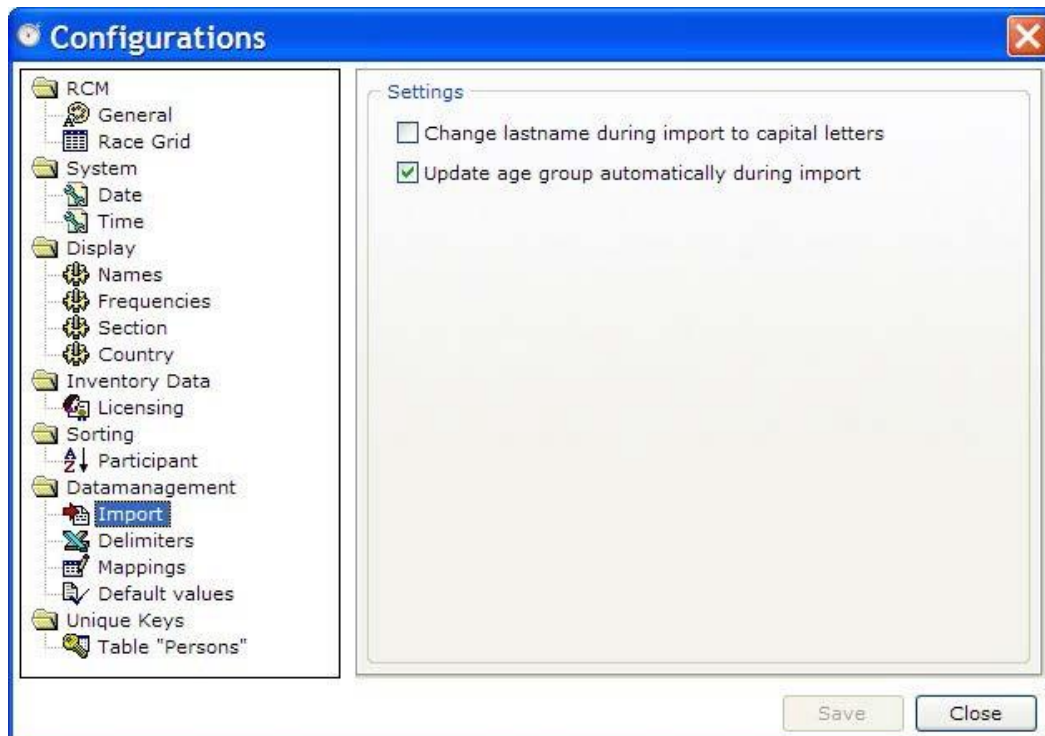 Configurations
RCM
General
Race Grid
System
Date
Time
Display
Names
Frequencies
Section
Country
Inventory Data
Licensing
Sorting
Participant
Datamanagement
Import
Delimiters
Mappings
Default values
Unique Keys
Table "Persons"
Settings
Change lastname during import to capital letters
Update age group automatically during import
Save
Close